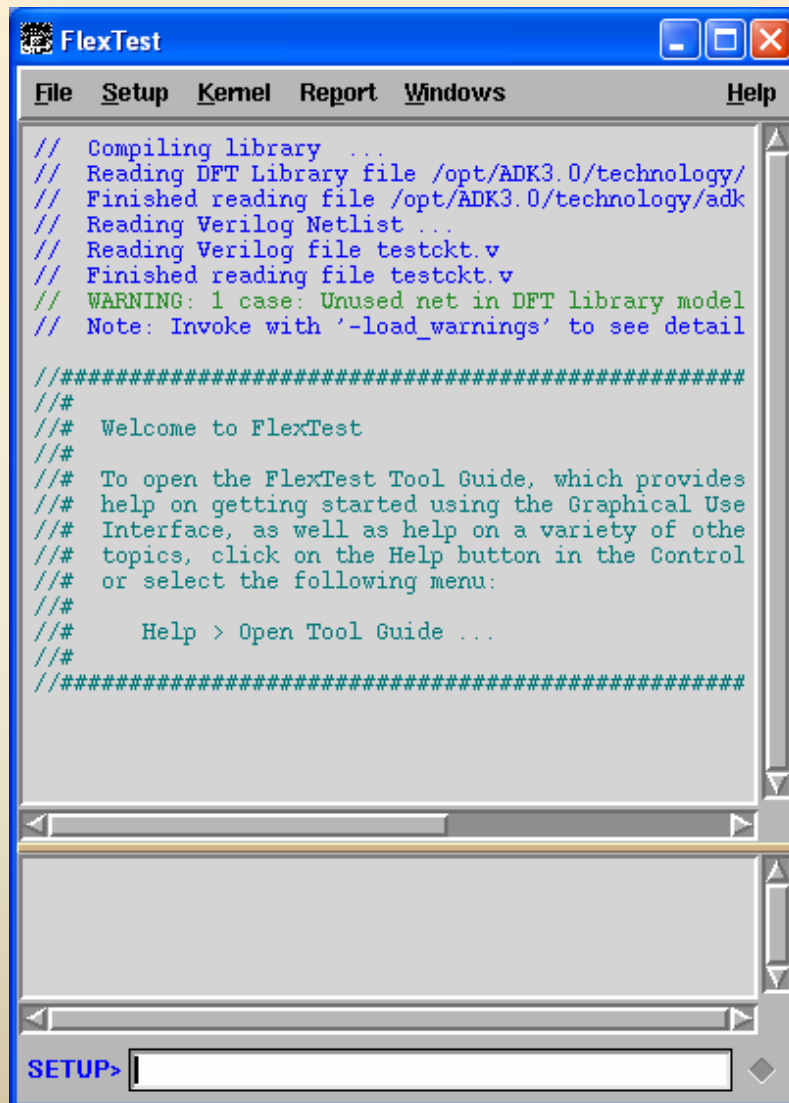 FlexTest
File Setup Kernel Report Windows Help
// Compiling library ...
// Reading DFT Library file /opt/ADK3.0/technology/
// Finished reading file /opt/ADK3.0/technology/adk
// Reading Verilog Netlist ...
// Reading Verilog file testckt.v
// Finished reading file testckt.v
// WARNING: 1 case: Unused net in DFT library model
// Note: Invoke with '-load_warnings' to see detail
//##################################################
//#
//# Welcome to FlexTest
//#
//# To open the FlexTest Tool Guide, which provides
//# help on getting started using the Graphical Use
//# Interface, as well as help on a variety of othe
//# topics, click on the Help button in the Control
//# or select the following menu:
//#
//# Help > Open Tool Guide ...
//#
//##################################################
SETUP>